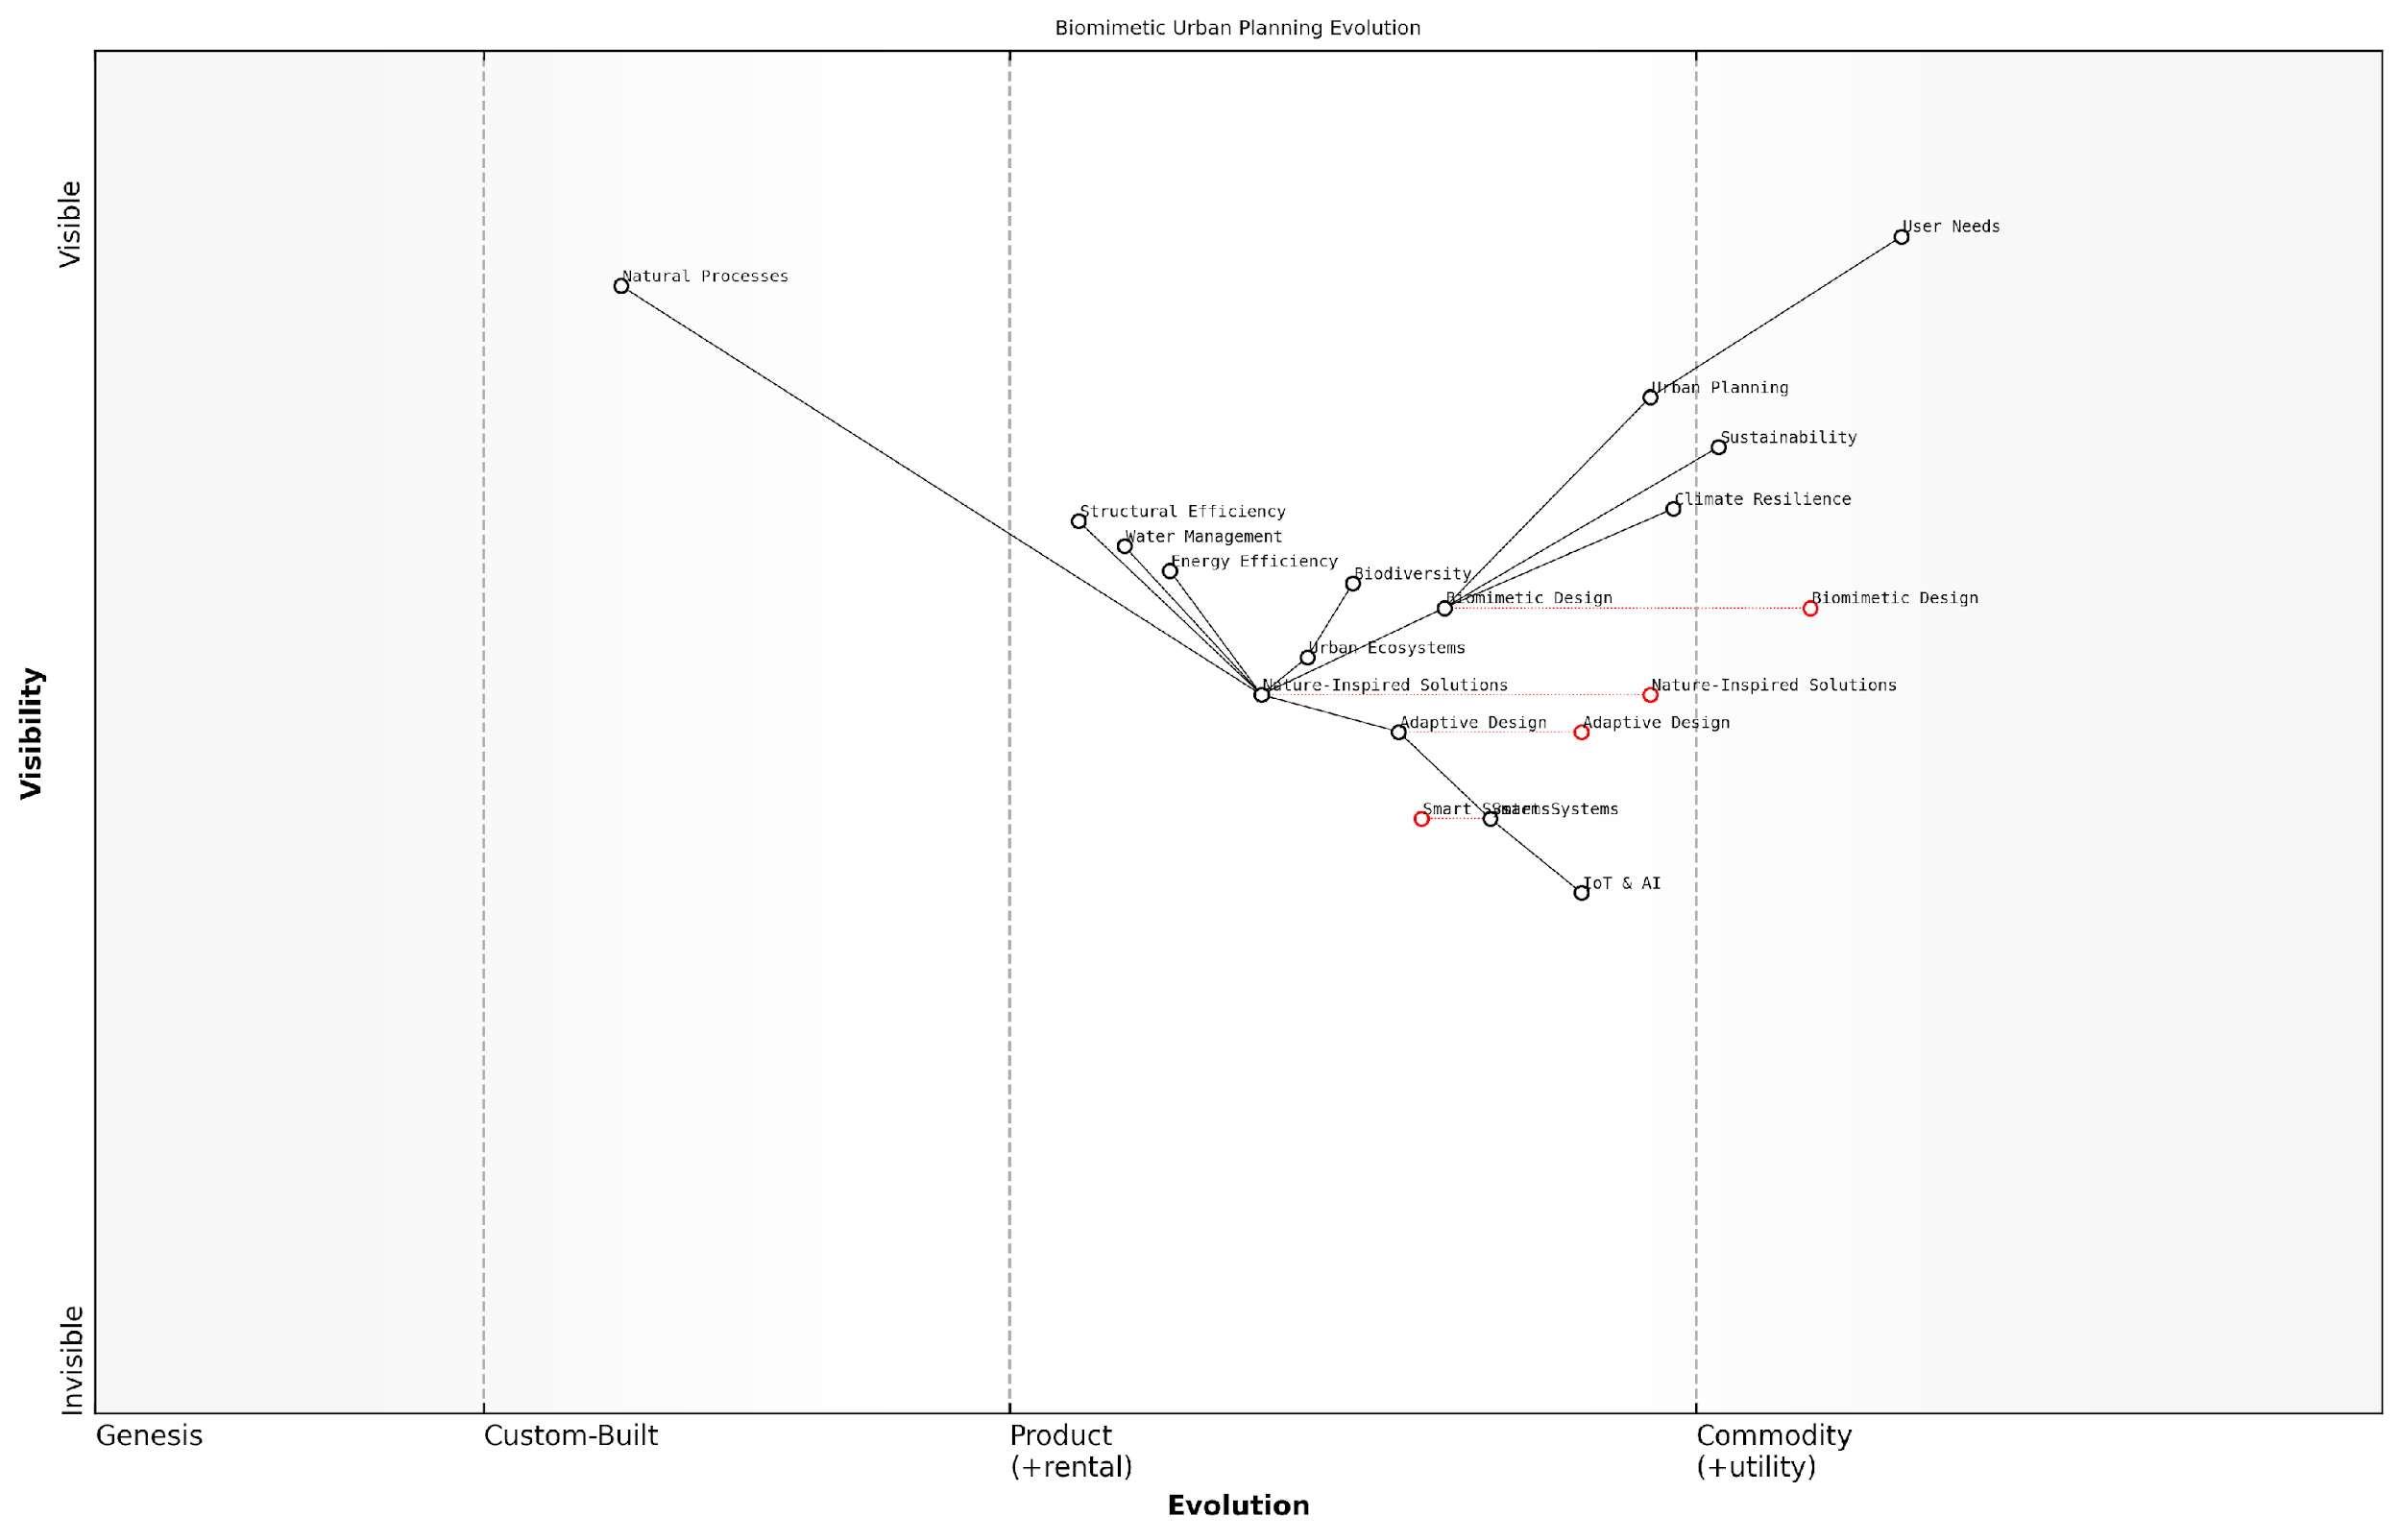 Biomimetic Urban Planning Evolution
Visible
User Needs
Natural Processes
Urban Planning
Sustainability
Climate Resilience
Structural Efficiency
Water Management
Energy Efficiency
Biodiversity
Biomimetic Design
Biomimetic Design
Urban Ecosystems
Nature-Inspired Solutions
Nature-Inspired Solutions
Adaptive Design
Adaptive Design
Smart Systems
Smart Systems
IoT & AI
Visibility
Invisible
Genesis
Custom-Built
Product
(+rental)
Commodity
(+utility)
Evolution